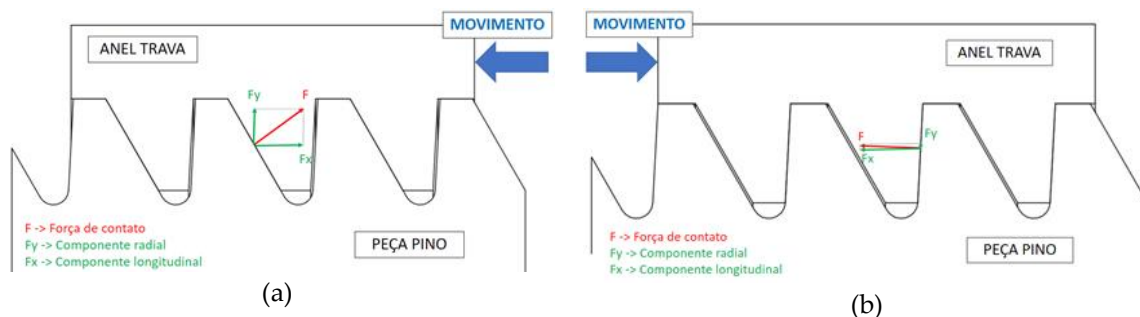 MOVIMENTO
ANEL TRAVA
Fy
F
Fx
F -> Força de contato
Fy -> Componente radial
Fx -> Componente longitudinal
PEÇA PINO
(a)
MOVIMENTO
ANEL TRAVA
F
Fy
Fx
F -> Força de contato
Fy -> Componente radial
Fx -> Componente longitudinal
PEÇA PINO
(b)